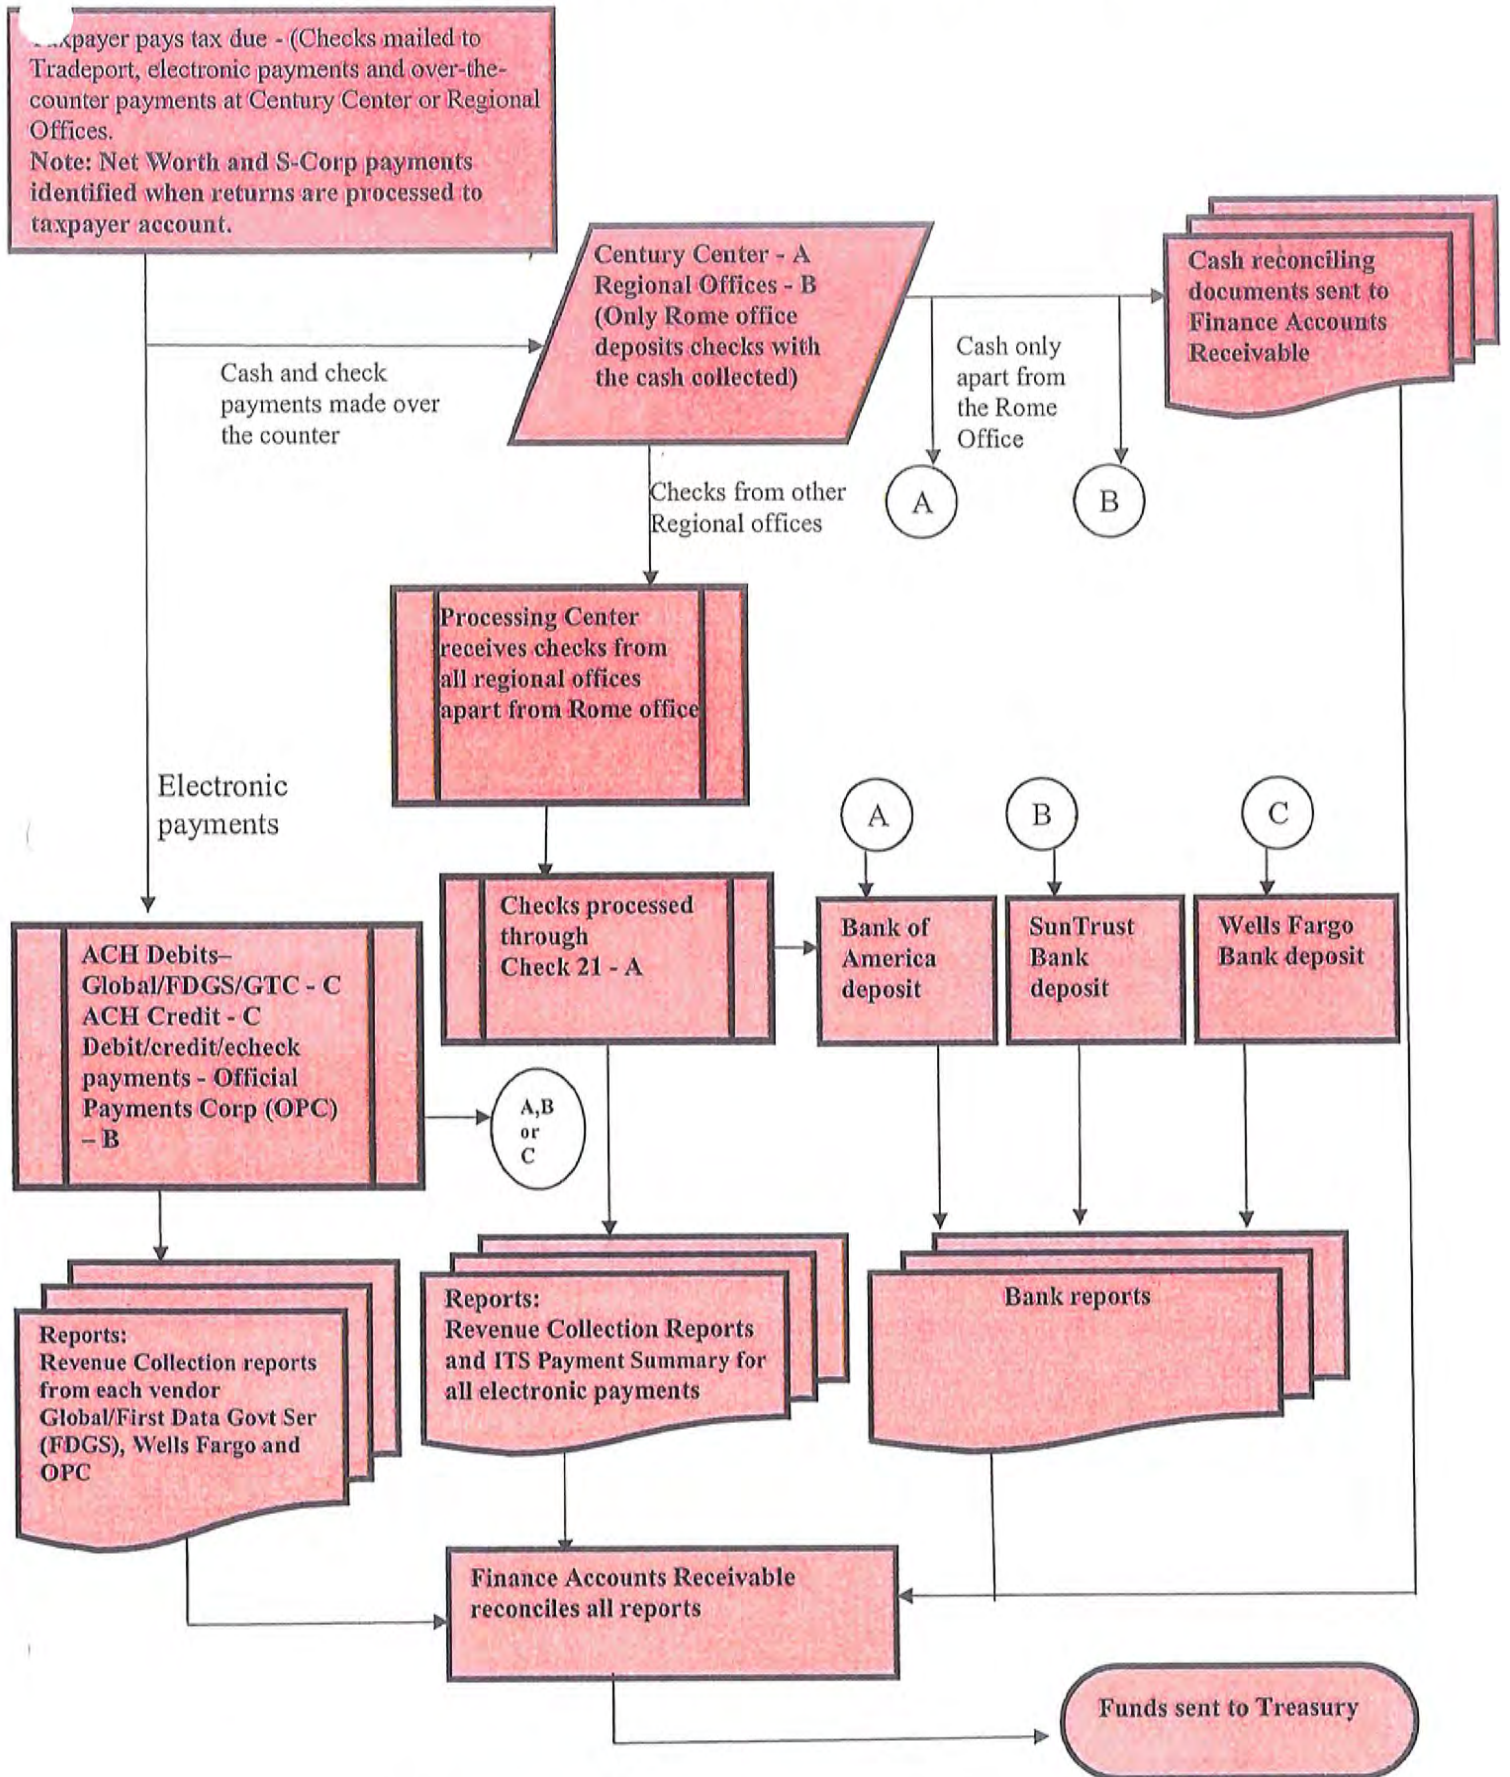 Taxpayer pays tax due - (Checks mailed to
Tradeport, electronic payments and over-the-
counter payments at Century Center or Regional
Offices.
Note: Net Worth and S-Corp payments
identified when returns are processed to
taxpayer account.
Century Center - A
Regional Offices - B
(Only Rome office
deposits checks with
the cash collected)
Cash reconciling
documents sent to
Finance Accounts
Receivable
Cash and check
payments made over
the counter
Cash only
apart from
the Rome
Office
A
B
Checks from other
Regional offices
Processing Center
receives checks from
all regional offices
apart from Rome office
Electronic
payments
A
B
C
Checks processed
through
Check 21 - A
Bank of
America
deposit
SunTrust
Bank
deposit
Wells Fargo
Bank deposit
ACH Debits–
Global/FDGS/GTC - C
ACH Credit - C
Debit/credit/echeck
payments - Official
Payments Corp (OPC)
– B
A,B
or
C
Reports:
Revenue Collection reports
from each vendor
Global/First Data Govt Ser
(FDGS), Wells Fargo and
OPC
Reports:
Revenue Collection Reports
and ITS Payment Summary for
all electronic payments
Bank reports
Finance Accounts Receivable
reconciles all reports
Funds sent to Treasury